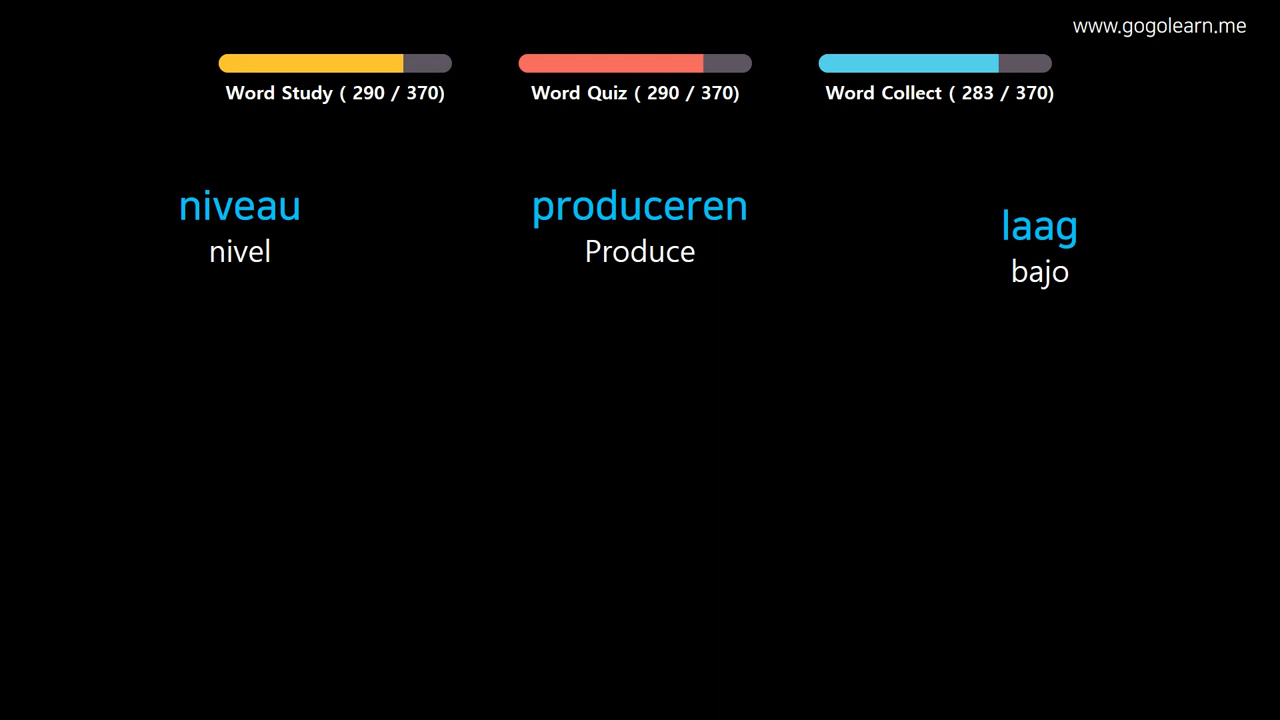 www.gogolearn.me
Word Study ( 290 / 370)
Word Quiz ( 290 / 370)
Word Collect ( 283 / 370)
niveau
nivel
produceren
Produce
laag
bajo